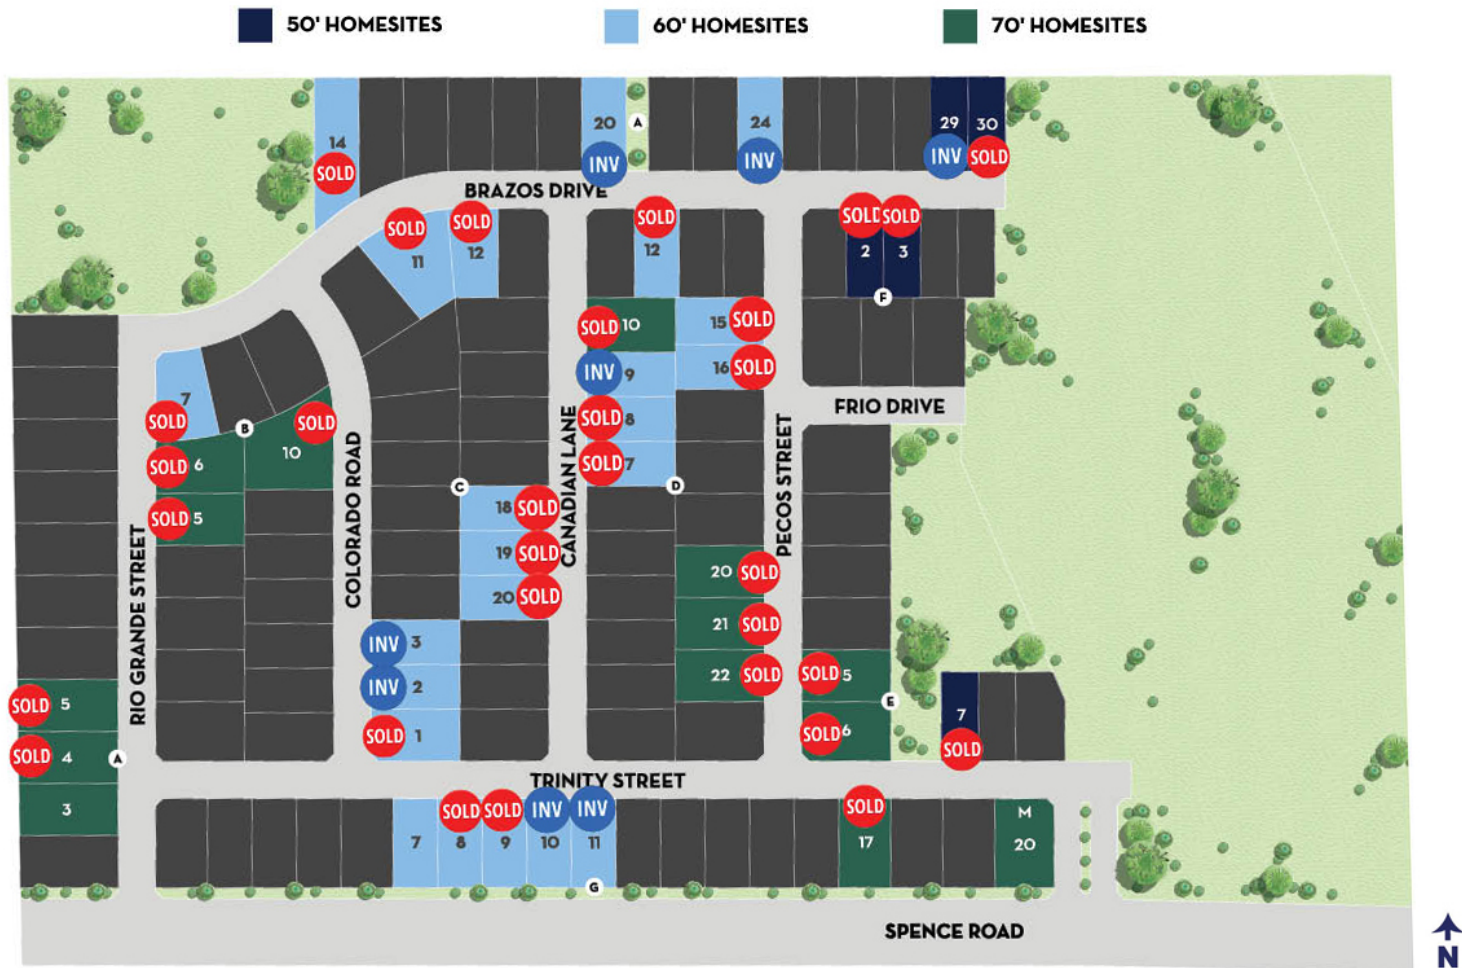 50' HOMESITES
60' HOMESITES
70' HOMESITES
14
SOLD
20
A
INV
24
INV
29
30
INV
SOLD
BRAZOS DRIVE
SOLD
11
SOLD
12
SOLD
12
SOLD
SOLD
2
3
F
SOLD
10
15
SOLD
INV
9
16
SOLD
7
SOLD
B
SOLD
10
SOLD
8
FRIO DRIVE
SOLD
6
SOLD
7
D
SOLD
5
C
18
SOLD
19
SOLD
20
SOLD
RIO GRANDE STREET
COLORADO ROAD
CANADIAN LANE
PECOS STREET
20
SOLD
21
SOLD
22
SOLD
INV
3
INV
2
SOLD
1
SOLD
5
E
SOLD
6
7
SOLD
SOLD
5
SOLD
4
A
3
TRINITY STREET
7
SOLD
8
SOLD
9
INV
10
INV
11
G
SOLD
17
M
20
SPENCE ROAD
N